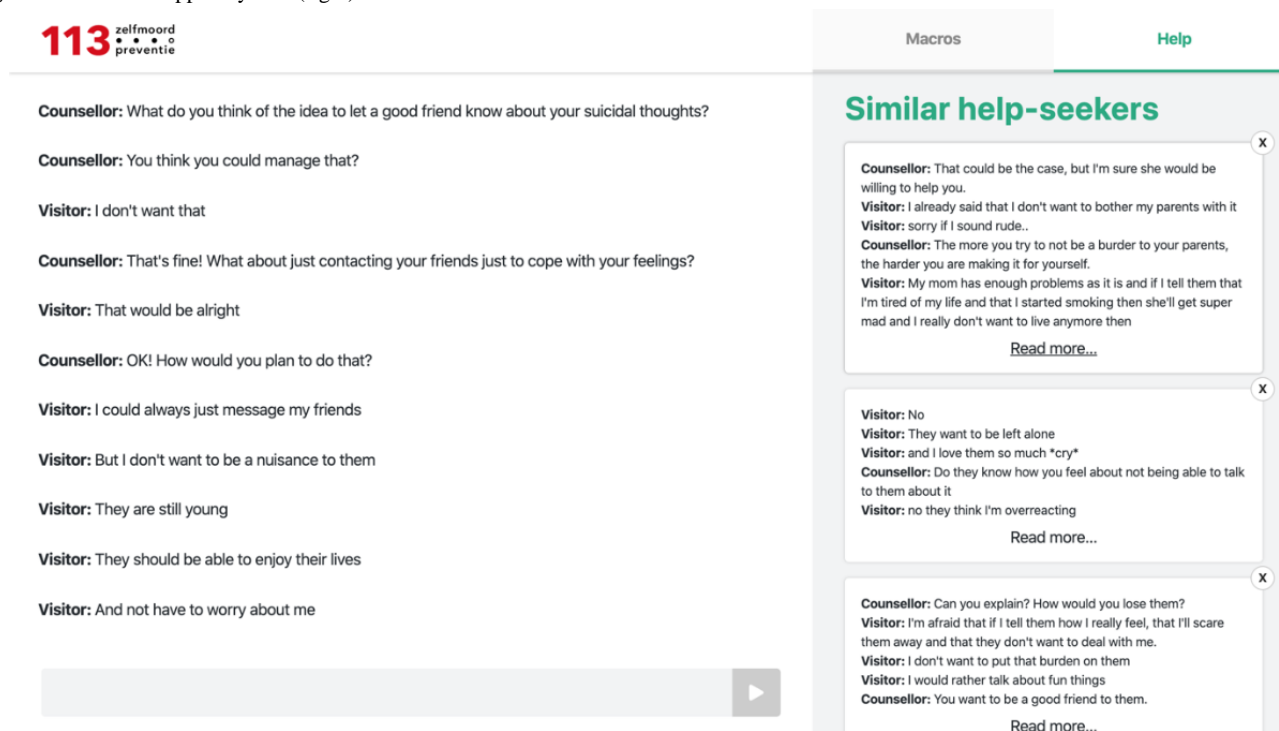 113 zelfmoord
preventie
Macros
Help
Counsellor: What do you think of the idea to let a good friend know about your suicidal thoughts?
Counsellor: You think you could manage that?
Visitor: I don't want that
Counsellor: That's fine! What about just contacting your friends just to cope with your feelings?
Visitor: That would be alright
Counsellor: OK! How would you plan to do that?
Visitor: I could always just message my friends
Visitor: But I don't want to be a nuisance to them
Visitor: They are still young
Visitor: They should be able to enjoy their lives
Visitor: And not have to worry about me
Similar help-seekers
X
Counsellor: That could be the case, but I'm sure she would be
willing to help you.
Visitor: I already said that I don't want to bother my parents with it
Visitor: sorry if I sound rude..
Counsellor: The more you try to not be a burder to your parents,
the harder you are making it for yourself.
Visitor: My mom has enough problems as it is and if I tell them that
I'm tired of my life and that I started smoking then she'll get super
mad and I really don't want to live anymore then
Read more...
X
Visitor: No
Visitor: They want to be left alone
Visitor: and I love them so much *cry*
Counsellor: Do they know how you feel about not being able to talk
to them about it
Visitor: no they think I'm overreacting
Read more...
X
Counsellor: Can you explain? How would you lose them?
Visitor: I'm afraid that if I tell them how I really feel, that I'll scare
them away and that they don't want to deal with me.
Visitor: I don't want to put that burden on them
Visitor: I would rather talk about fun things
Counsellor: You want to be a good friend to them.
Read more...